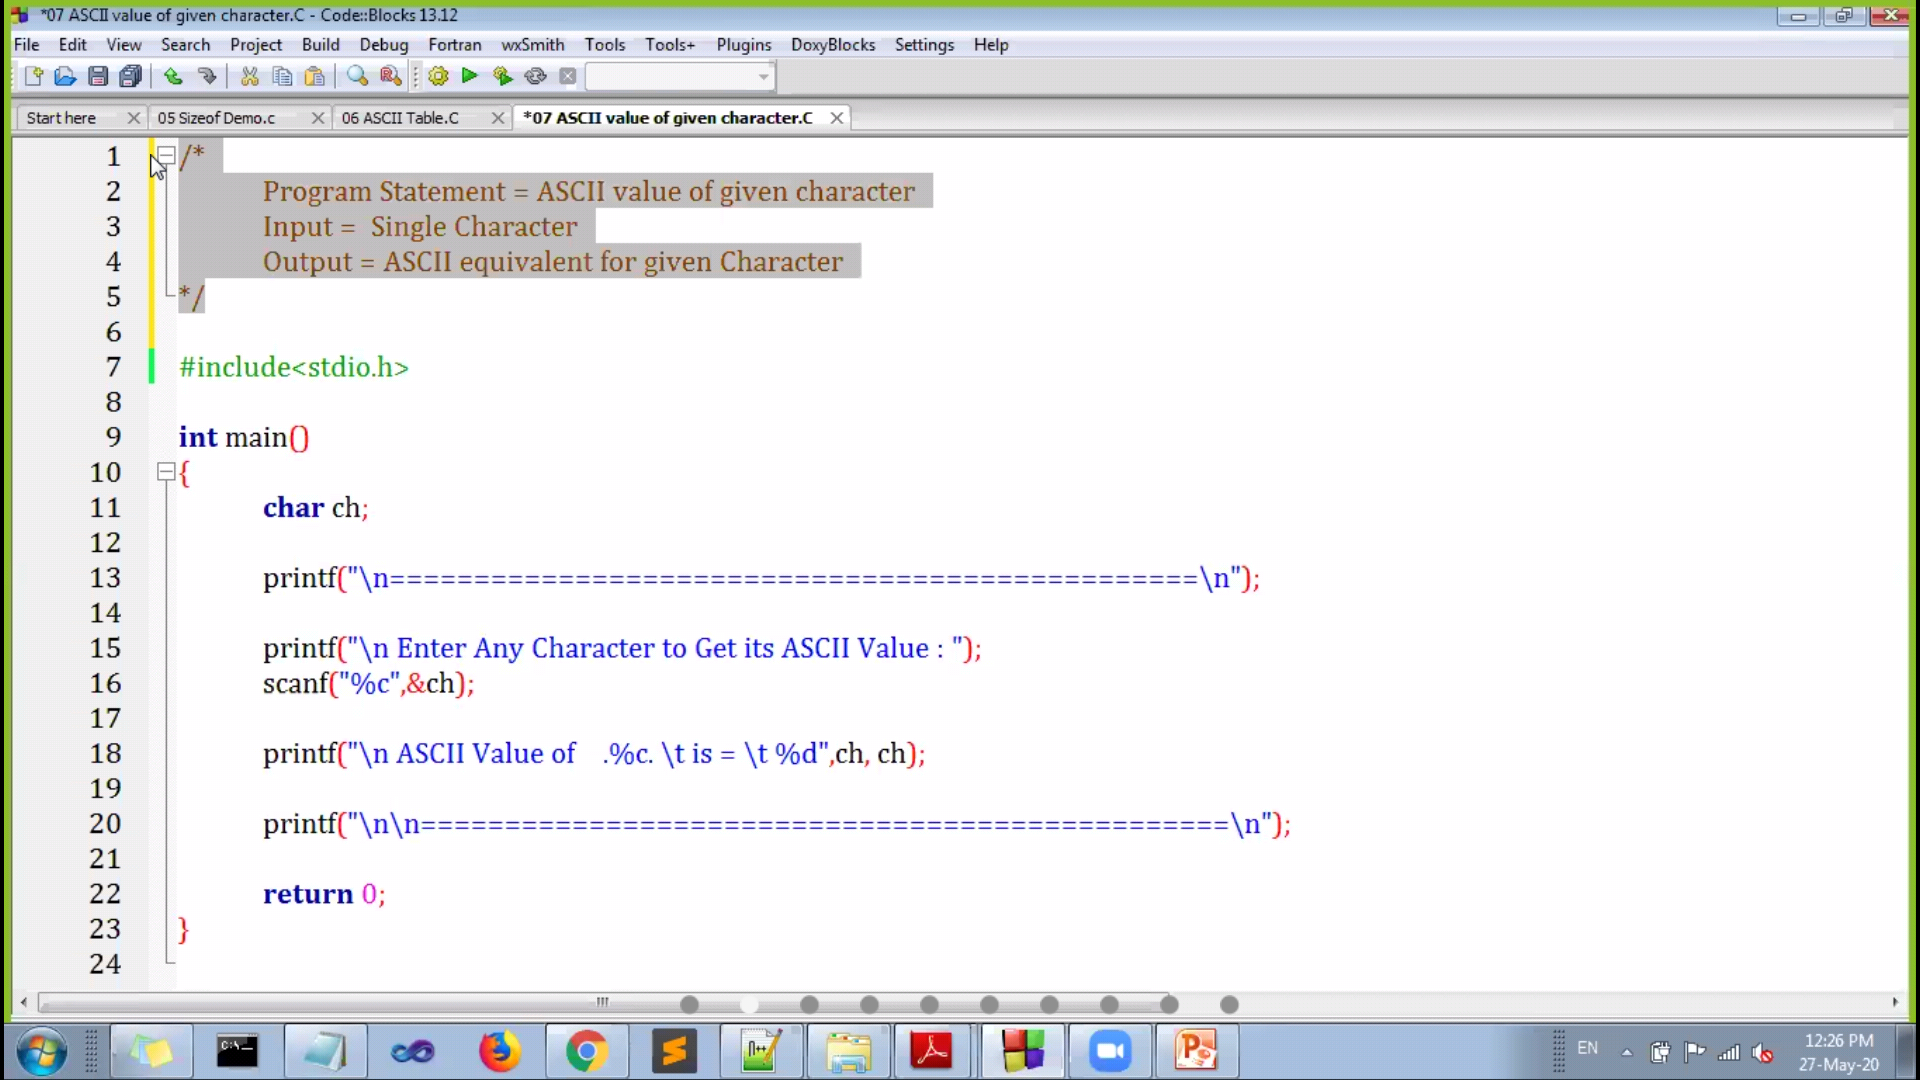 *07 ASCII value of given character.C - Code::Blocks 13.12
File Edit View Search Project Build Debug Fortran wxSmith Tools Tools+ Plugins DoxyBlocks Settings Help
Start here 05 Sizeof Demo.c 06 ASCII Table.C *07 ASCII value of given character.C
1 /*
2 Program Statement = ASCII value of given character
3 Input =  Single Character
4 Output = ASCII equivalent for given Character
5 */
6
7 #include<stdio.h>
8
9 int main()
10 {
11 char ch;
12
13 printf("\n================================================\n");
14
15 printf("\n Enter Any Character to Get its ASCII Value : ");
16 scanf("%c",&ch);
17
18 printf("\n ASCII Value of    .%c. \t is = \t %d",ch, ch);
19
20 printf("\n\n================================================\n");
21
22 return 0;
23 }
24
EN 12:26 PM
27-May-20